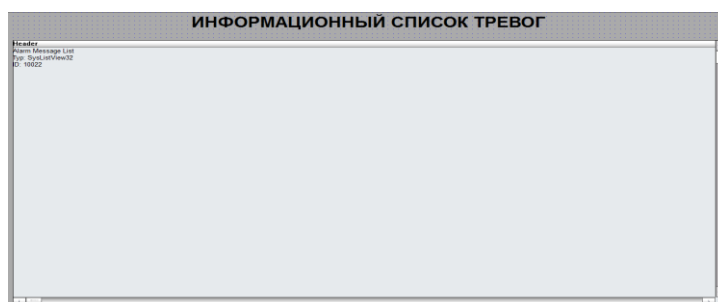 ИНФОРМАЦИОННЫЙ СПИСОК ТРЕВОГ
Header
Alarm Message List
Typ: SysListView32
ID: 10022